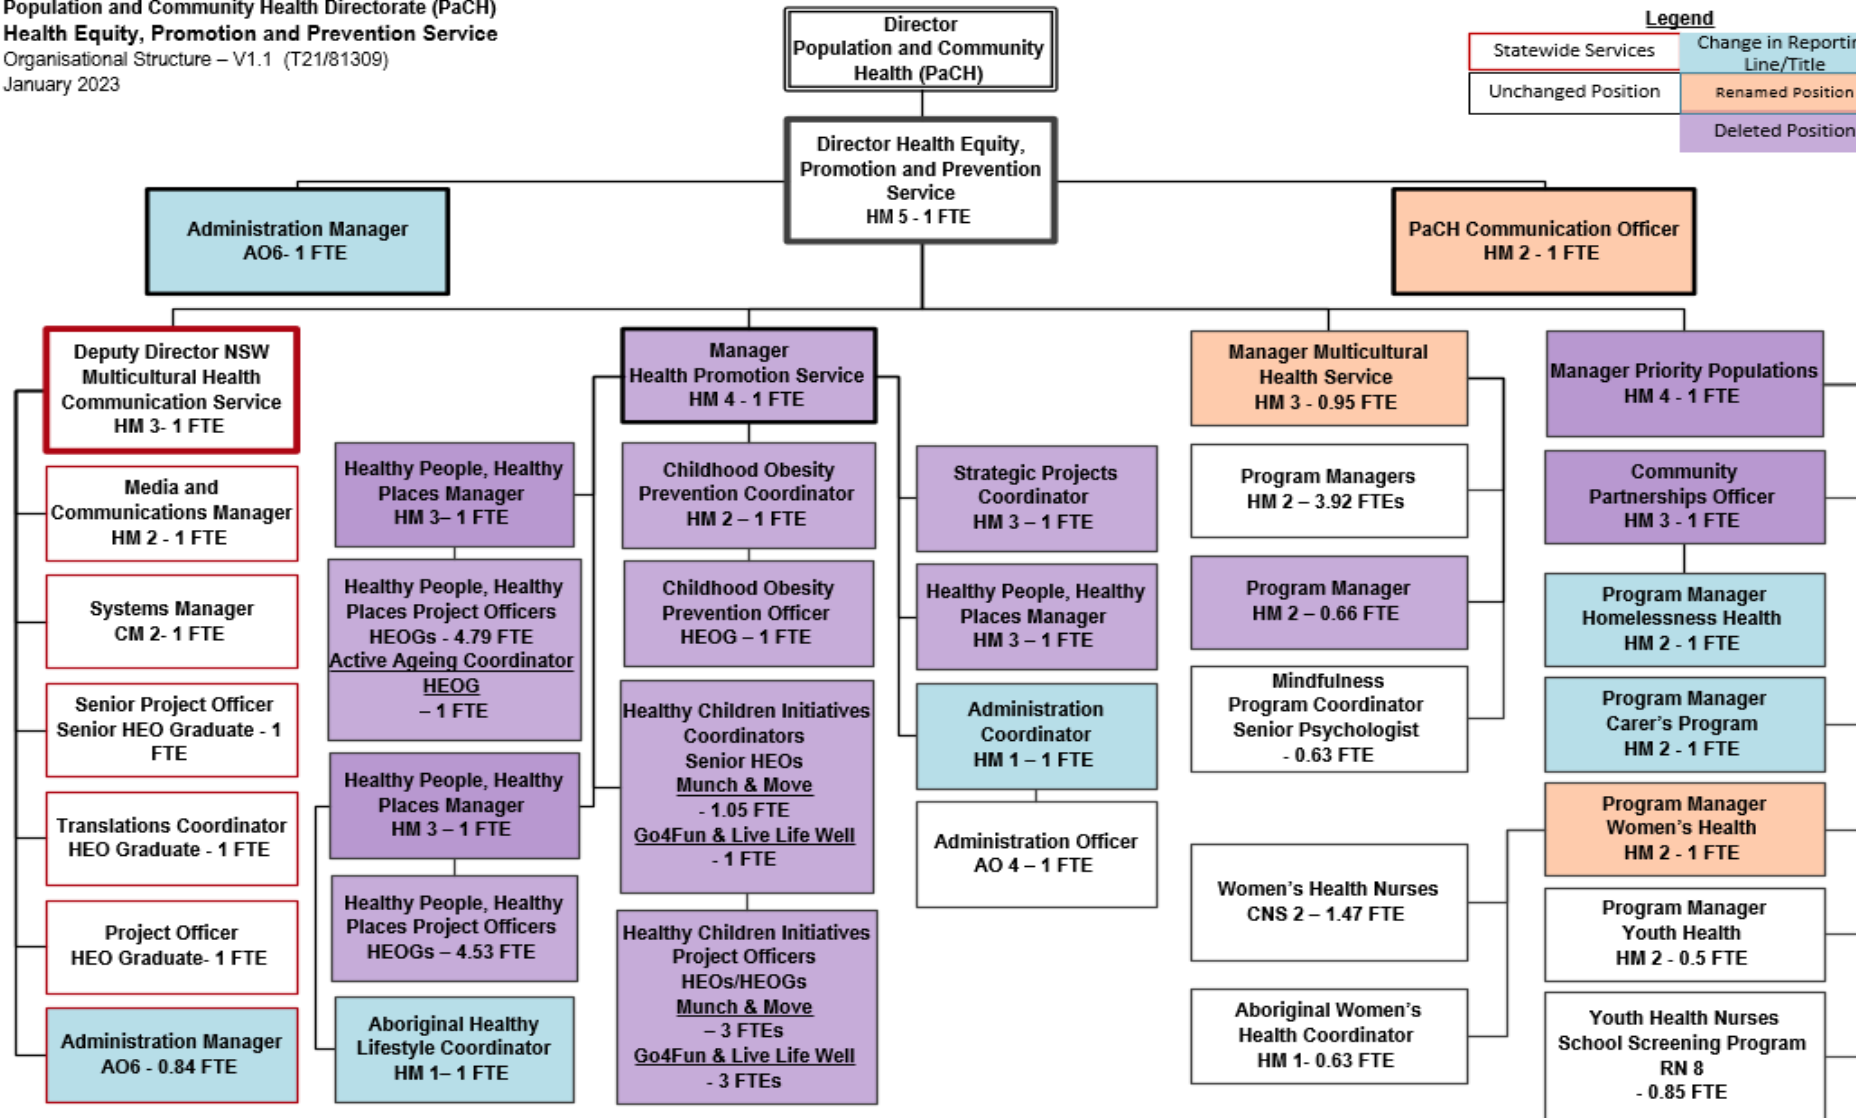 Population and Community Health Directorate (PaCH)
Health Equity, Promotion and Prevention Service
Organisational Structure – V1.1 (T21/81309)
January 2023
Director
Population and Community
Health (PaCH)
Legend
Statewide Services
Change in Reportin
Line/Title
Unchanged Position
Renamed Position
Deleted Position
Director Health Equity,
Promotion and Prevention
Service
HM 5 - 1 FTE
Administration Manager
AO6- 1 FTE
PaCH Communication Officer
HM 2 - 1 FTE
Deputy Director NSW
Multicultural Health
Communication Service
HM 3- 1 FTE
Media and
Communications Manager
HM 2 - 1 FTE
Systems Manager
CM 2- 1 FTE
Senior Project Officer
Senior HEO Graduate - 1
FTE
Translations Coordinator
HEO Graduate - 1 FTE
Project Officer
HEO Graduate- 1 FTE
Administration Manager
AO6 - 0.84 FTE
Manager
Health Promotion Service
HM 4 - 1 FTE
Healthy People, Healthy
Places Manager
HM 3– 1 FTE
Healthy People, Healthy
Places Project Officers
HEOGs - 4.79 FTE
Active Ageing Coordinator
HEOG
– 1 FTE
Healthy People, Healthy
Places Manager
HM 3 – 1 FTE
Healthy People, Healthy
Places Project Officers
HEOGs – 4.53 FTE
Aboriginal Healthy
Lifestyle Coordinator
HM 1– 1 FTE
Childhood Obesity
Prevention Coordinator
HM 2 – 1 FTE
Childhood Obesity
Prevention Officer
HEOG – 1 FTE
Healthy Children Initiatives
Coordinators
Senior HEOs
Munch & Move
- 1.05 FTE
Go4Fun & Live Life Well
- 1 FTE
Healthy Children Initiatives
Project Officers
HEOs/HEOGs
Munch & Move
– 3 FTEs
Go4Fun & Live Life Well
- 3 FTEs
Strategic Projects
Coordinator
HM 3 – 1 FTE
Healthy People, Healthy
Places Manager
HM 3 – 1 FTE
Administration
Coordinator
HM 1 – 1 FTE
Administration Officer
AO 4 – 1 FTE
Manager Multicultural
Health Service
HM 3 - 0.95 FTE
Program Managers
HM 2 – 3.92 FTEs
Program Manager
HM 2 – 0.66 FTE
Mindfulness
Program Coordinator
Senior Psychologist
- 0.63 FTE
Women's Health Nurses
CNS 2 – 1.47 FTE
Aboriginal Women's
Health Coordinator
HM 1- 0.63 FTE
Manager Priority Populations
HM 4 - 1 FTE
Community
Partnerships Officer
HM 3 - 1 FTE
Program Manager
Homelessness Health
HM 2 - 1 FTE
Program Manager
Carer's Program
HM 2 - 1 FTE
Program Manager
Women's Health
HM 2 - 1 FTE
Program Manager
Youth Health
HM 2 - 0.5 FTE
Youth Health Nurses
School Screening Program
RN 8
- 0.85 FTE